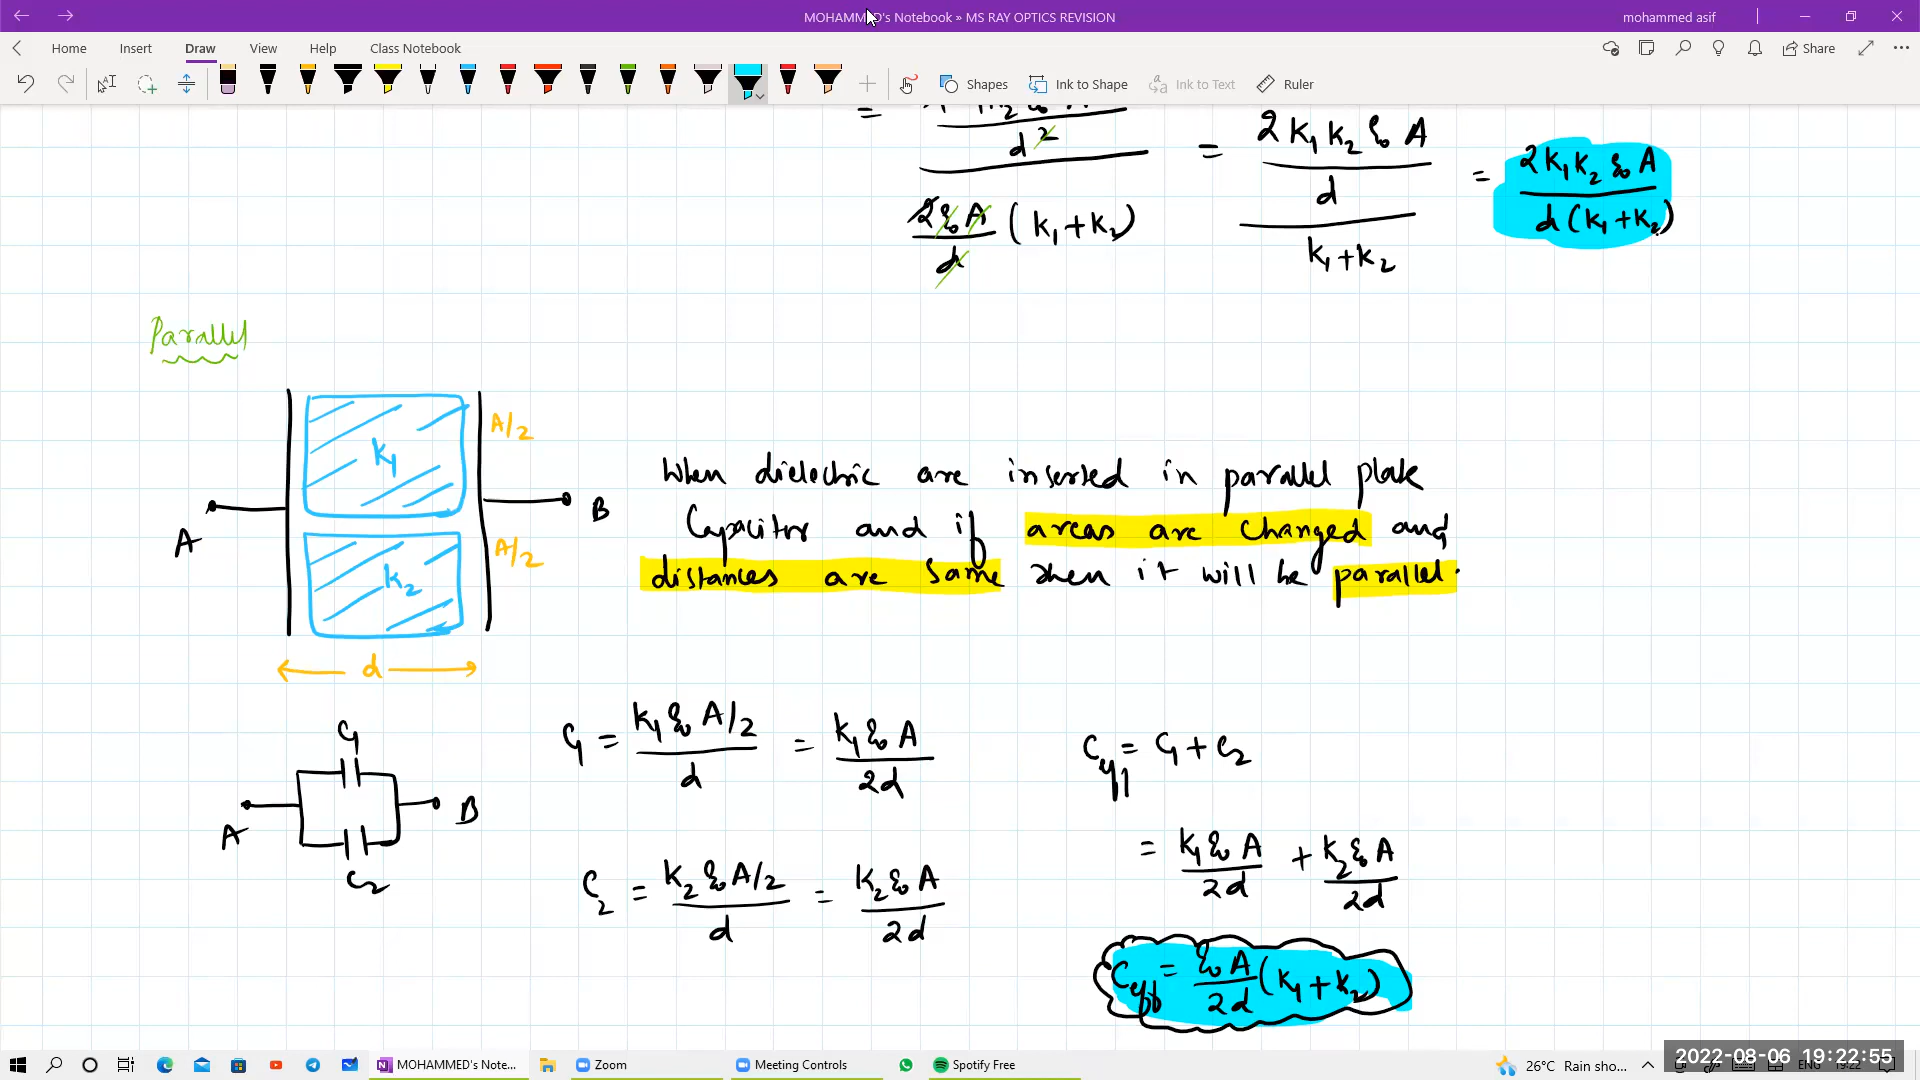 MOHAMMED's Notebook » MS RAY OPTICS REVISION
mohammed asif
Home Insert Draw View Help Class Notebook
Share
Shapes Ink to Shape Ink to Text Ruler
=
d²
2ε₀A/d (K₁+K₂)
= 2K₁K₂ε₀A/d / K₁+K₂
= 2K₁K₂ε₀A / d(K₁+K₂)
Parallel
K₁
A/2
K₂
A/2
A
B
d
When dielectric are inserted in parallel plate
Capacitor and if areas are changed and
distances are same then it will be parallel.
C₁
A
B
C₂
C₁ = K₁ε₀A/2 / d = K₁ε₀A / 2d
C₂ = K₂ε₀A/2 / d = K₂ε₀A / 2d
Ceff = C₁ + C₂
= K₁ε₀A / 2d + K₂ε₀A / 2d
Ceff = ε₀A / 2d (K₁+K₂)
MOHAMMED's Note... Zoom Meeting Controls Spotify Free
26°C Rain sho...
2022-08-06 19:22:55